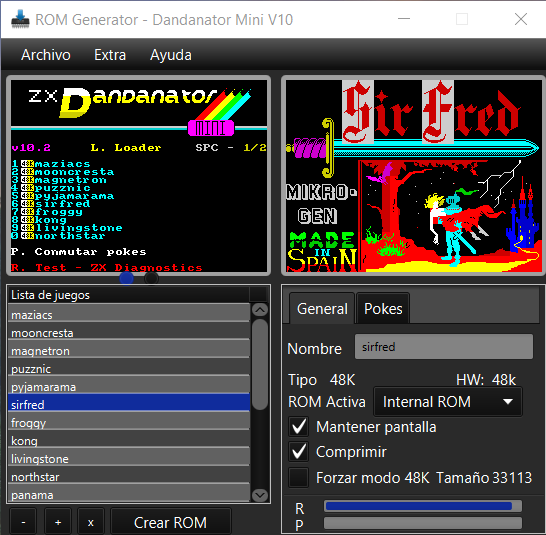 ROM Generator - Dandanator Mini V10
Archivo Extra Ayuda
ZX Dandanator
v10.2 L. Loader SPC - 1/2
1 48K maziacs
2 48K mooncresta
3 48K magnetron
4 48K puzznic
5 48K pyjamarama
6 48K sirfred
7 48K froggy
8 48K kong
9 48K livingstone
0 48K northstar
P. Conmutar pokes
R. Test - ZX Diagnostics
Sir Fred
MIKRO-
GEN
MADE
IN
SPAIN
Lista de juegos
maziacs
mooncresta
magnetron
puzznic
pyjamarama
sirfred
froggy
kong
livingstone
northstar
panama
- + x Crear ROM
General Pokes
Nombre sirfred
Tipo 48K HW: 48k
ROM Activa Internal ROM
Mantener pantalla
Comprimir
Forzar modo 48K Tamaño 33113
R
P